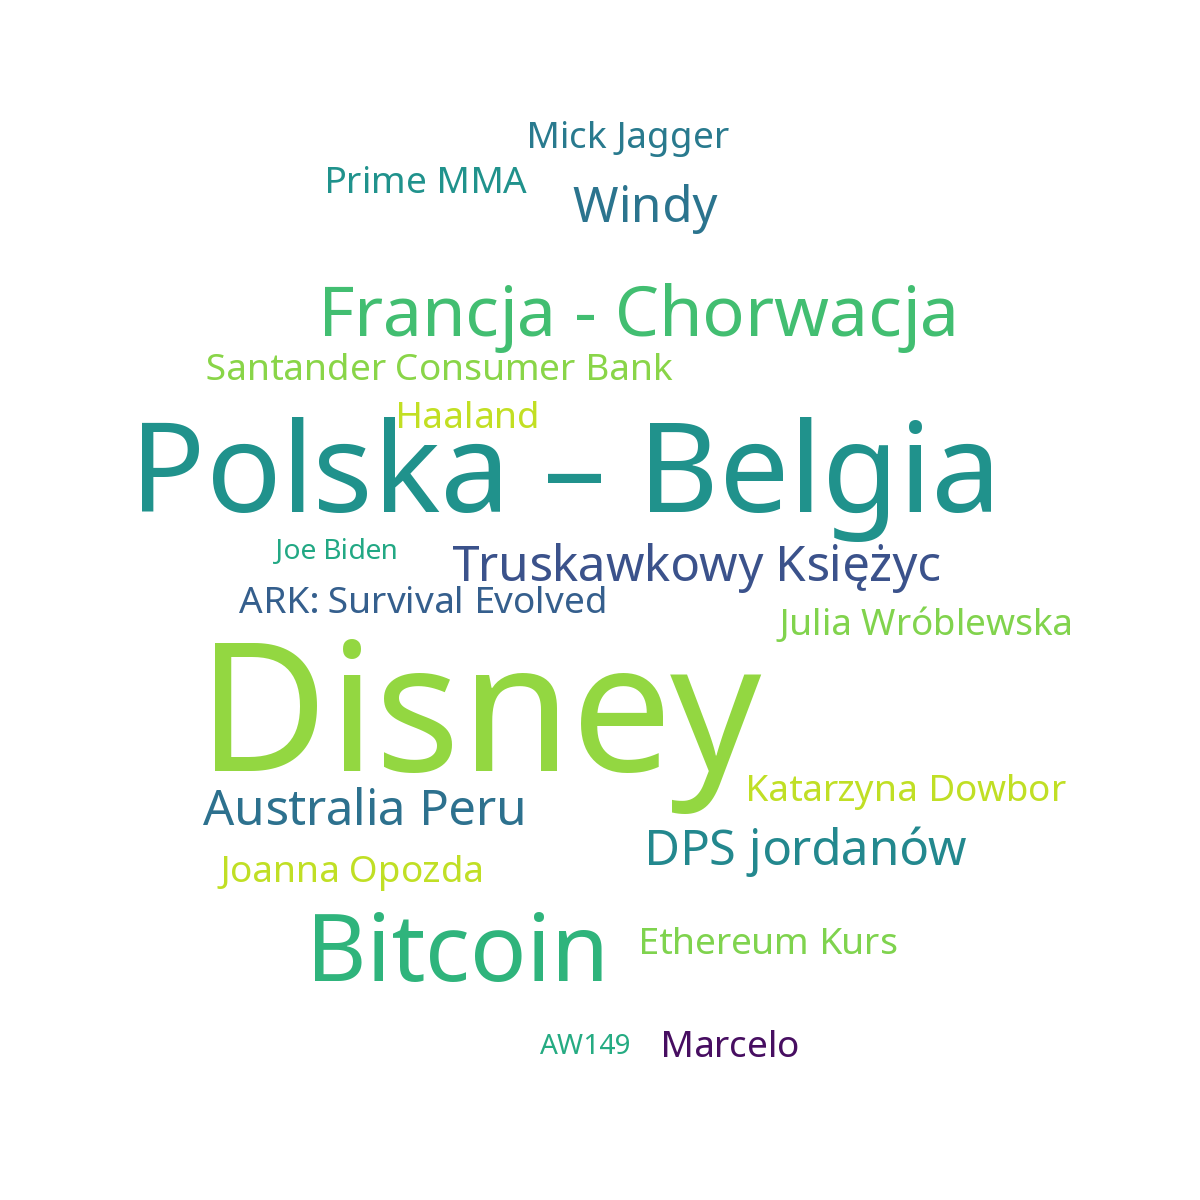 Mick Jagger
Prime MMA
Windy
Francja - Chorwacja
Santander Consumer Bank
Haaland
Polska – Belgia
Joe Biden
Truskawkowy Księżyc
ARK: Survival Evolved
Julia Wróblewska
Disney
Katarzyna Dowbor
Australia Peru
DPS jordanów
Joanna Opozda
Bitcoin
Ethereum Kurs
AW149
Marcelo